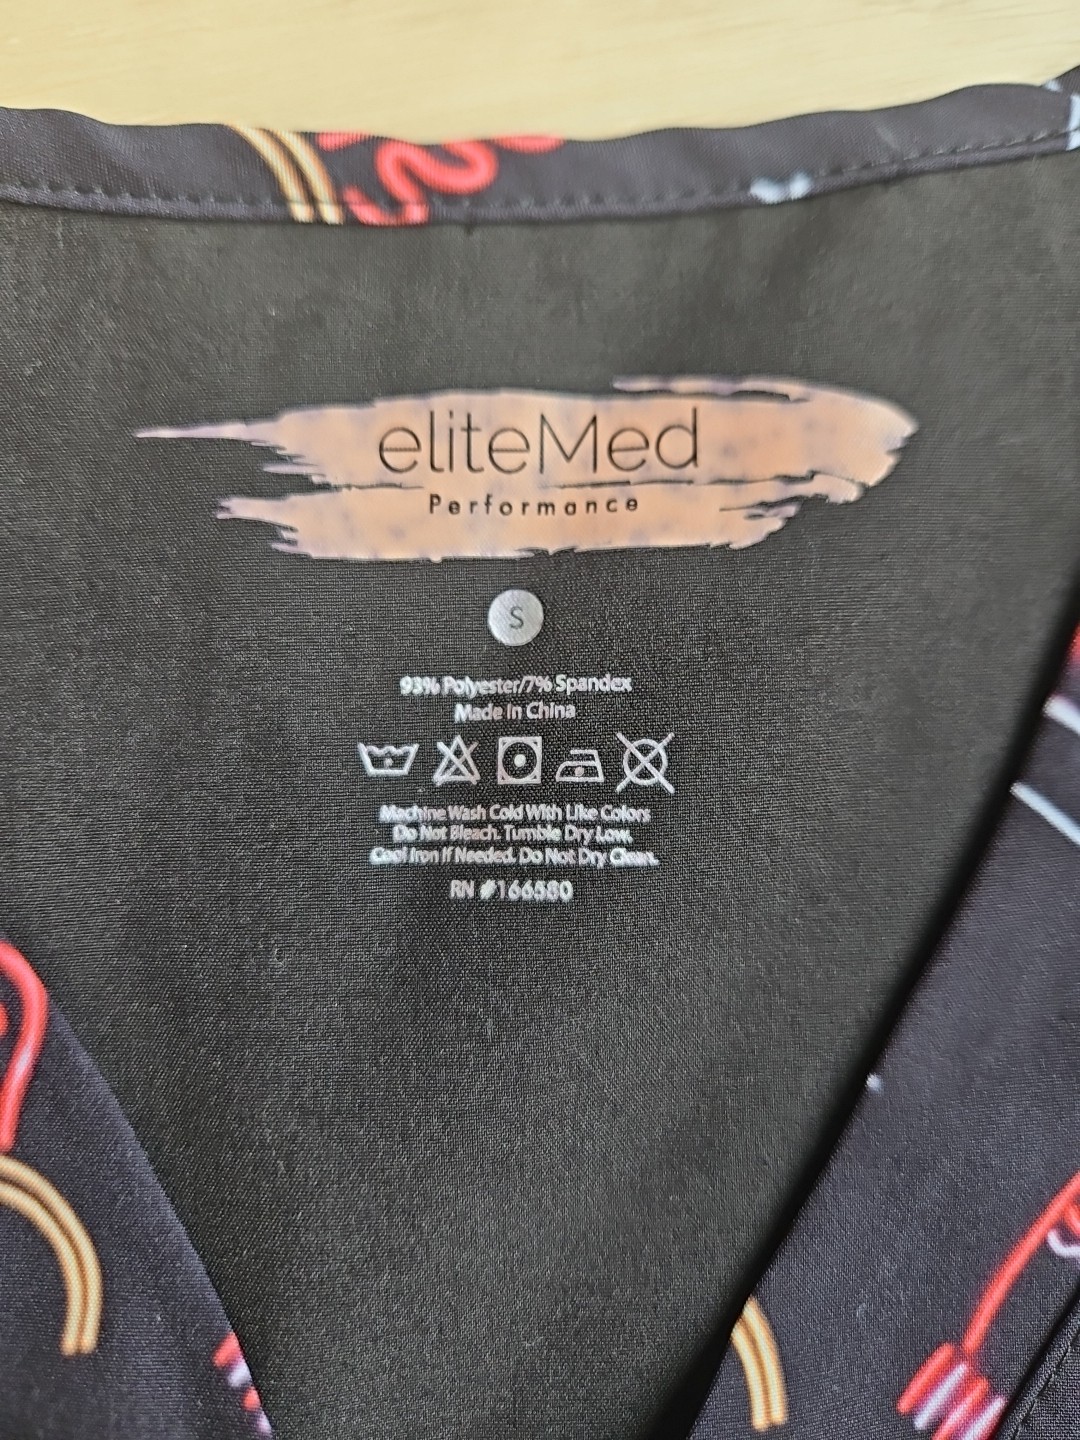 eliteMed
Performance
S
93% Polyester/7% Spandex
Made In China
Machine Wash Cold With Like Colors
Do Not Bleach. Tumble Dry Low.
Cool Iron If Needed. Do Not Dry Clean.
RN #166580